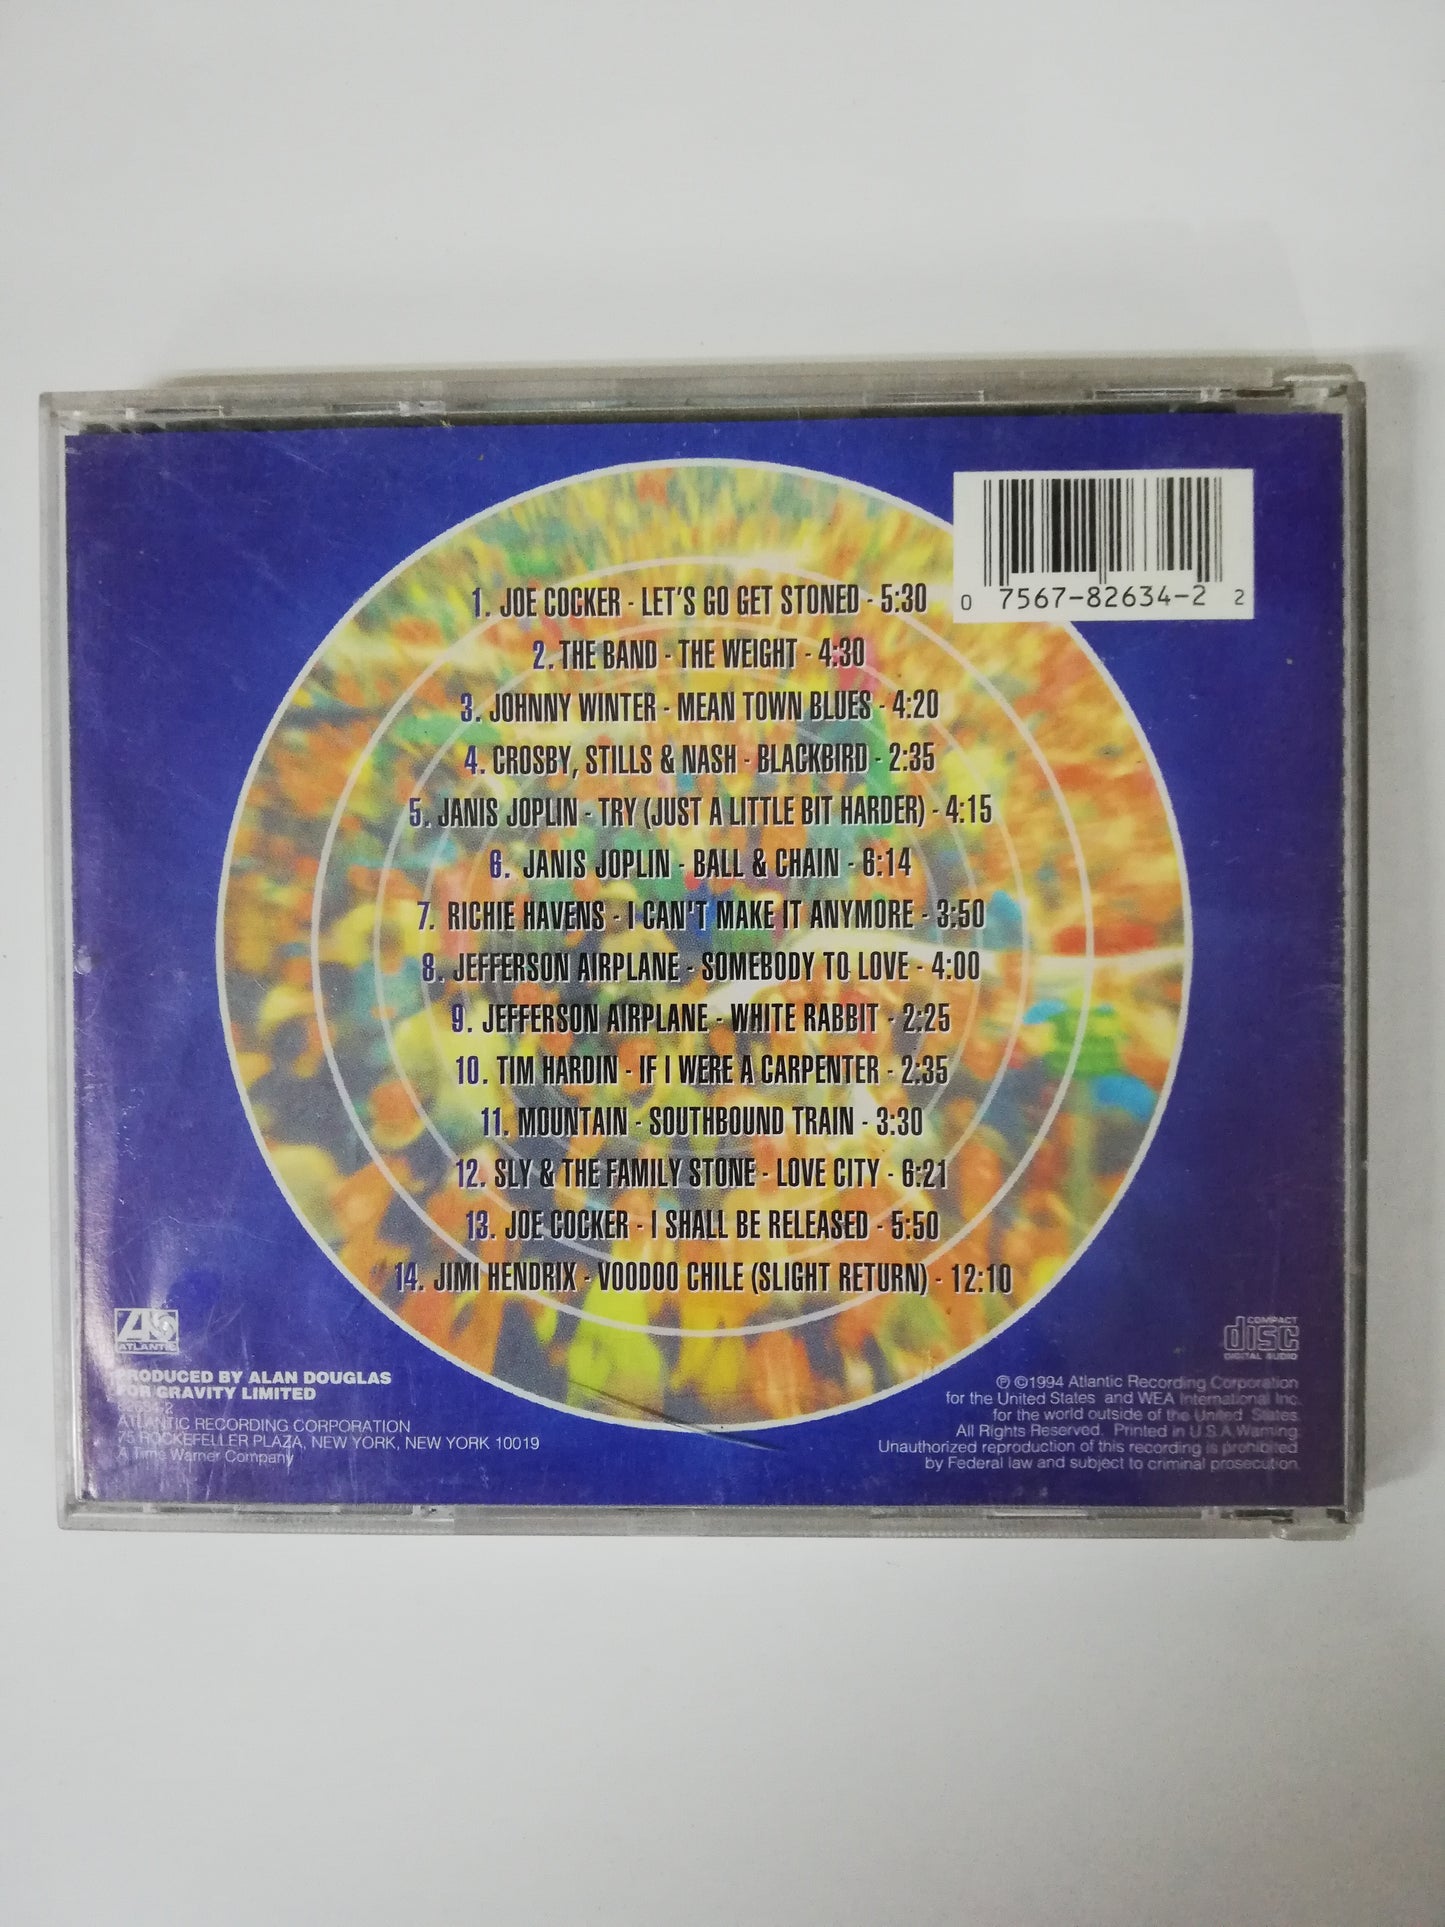 0 7567-82634-2 2
1. JOE COCKER - LET'S GO GET STONED - 5:30
2. THE BAND - THE WEIGHT - 4:30
3. JOHNNY WINTER - MEAN TOWN BLUES - 4:20
4. CROSBY, STILLS & NASH - BLACKBIRD - 2:35
5. JANIS JOPLIN - TRY (JUST A LITTLE BIT HARDER) - 4:15
6. JANIS JOPLIN - BALL & CHAIN - 6:14
7. RICHIE HAVENS - I CAN'T MAKE IT ANYMORE - 3:50
8. JEFFERSON AIRPLANE - SOMEBODY TO LOVE - 4:00
9. JEFFERSON AIRPLANE - WHITE RABBIT - 2:25
10. TIM HARDIN - IF I WERE A CARPENTER - 2:35
11. MOUNTAIN - SOUTHBOUND TRAIN - 3:30
12. SLY & THE FAMILY STONE - LOVE CITY - 6:21
13. JOE COCKER - I SHALL BE RELEASED - 5:50
14. JIMI HENDRIX - VOODOO CHILE (SLIGHT RETURN) - 12:10
ATLANTIC
PRODUCED BY ALAN DOUGLAS
FOR GRAVITY LIMITED
82634-2
ATLANTIC RECORDING CORPORATION
75 ROCKEFELLER PLAZA, NEW YORK, NEW YORK 10019
A Time Warner Company
COMPACT
disc
DIGITAL AUDIO
℗ ©1994 Atlantic Recording Corporation
for the United States and WEA International Inc.
for the world outside of the United States.
All Rights Reserved. Printed in U.S.A. Warning:
Unauthorized reproduction of this recording is prohibited
by Federal law and subject to criminal prosecution.